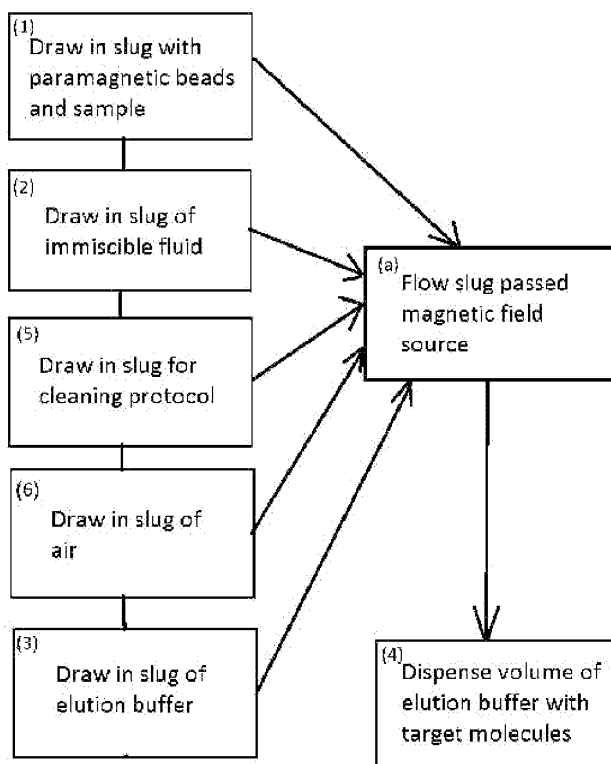 (1)
Draw in slug with
paramagnetic beads
and sample
(2)
Draw in slug of
immiscible fluid
(5)
Draw in slug for
cleaning protocol
(6)
Draw in slug of
air
(3)
Draw in slug of
elution buffer
(a)
Flow slug passed
magnetic field
source
(4)
Dispense volume of
elution buffer with
target molecules